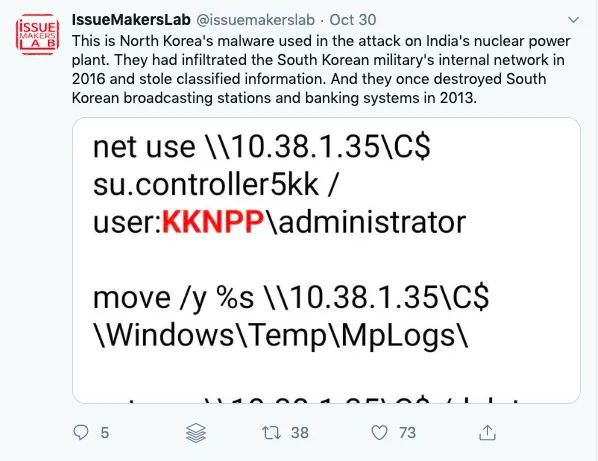 ISSUE
MAKERS
LAB
IssueMakersLab @issuemakerslab · Oct 30
This is North Korea's malware used in the attack on India's nuclear power
plant. They had infiltrated the South Korean military's internal network in
2016 and stole classified information. And they once destroyed South
Korean broadcasting stations and banking systems in 2013.
net use \\10.38.1.35\C$
su.controller5kk /
user:KKNPP\administrator
move /y %s \\10.38.1.35\C$
\Windows\Temp\MpLogs\
5 38 73